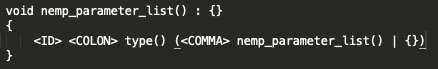 void nemp_parameter_list() : {}
{
    <ID> <COLON> type() (<COMMA> nemp_parameter_list() | {})
}